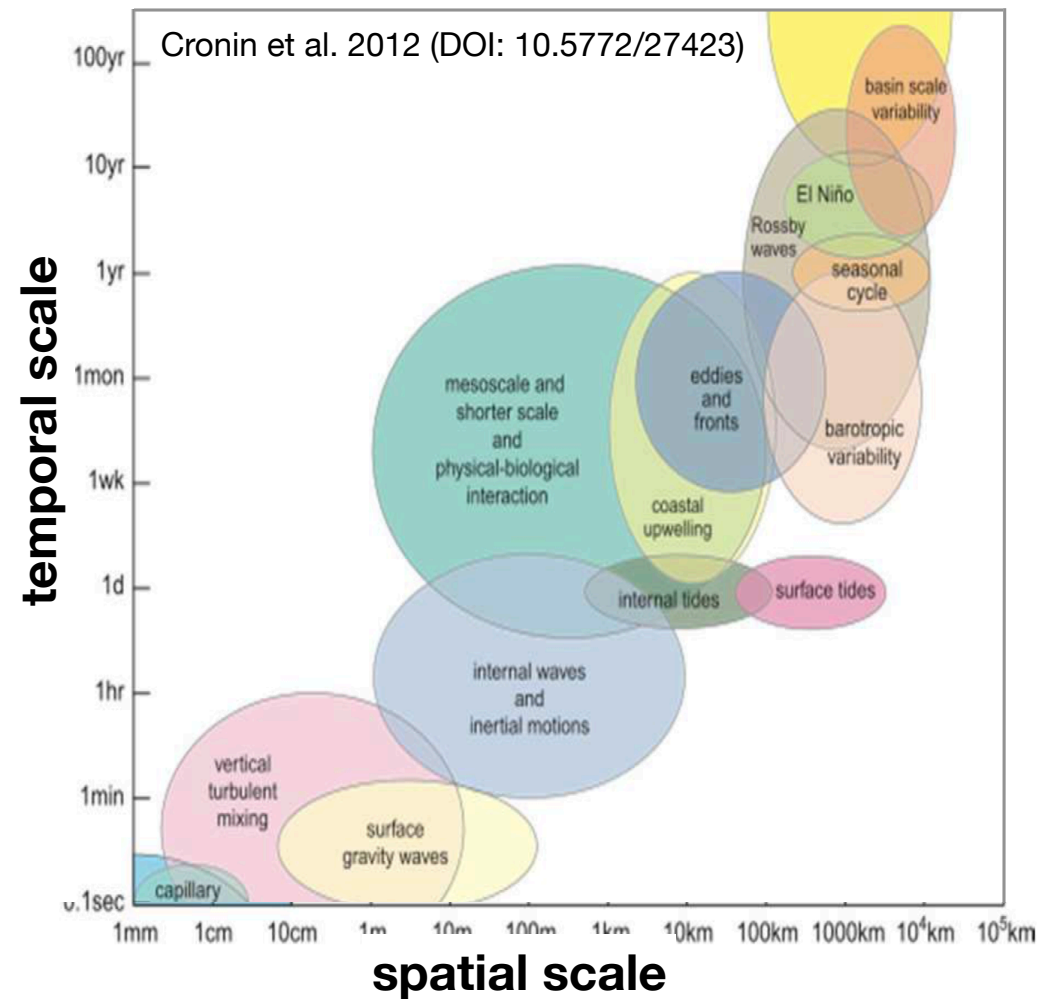 Cronin et al. 2012 (DOI: 10.5772/27423)
temporal scale
100yr
10yr
1yr
1mon
1wk
1d
1hr
1min
.1sec
basin scale
variability
El Niño
Rossby
waves
seasonal
cycle
mesoscale and
shorter scale
and
physical-biological
interaction
eddies
and
fronts
barotropic
variability
coastal
upwelling
internal tides
surface tides
internal waves
and
inertial motions
vertical
turbulent
mixing
surface
gravity waves
capillary
1mm 1cm 10cm 1m 10m 100m 1km 10km 100km 1000km 10⁴km 10⁵km
spatial scale